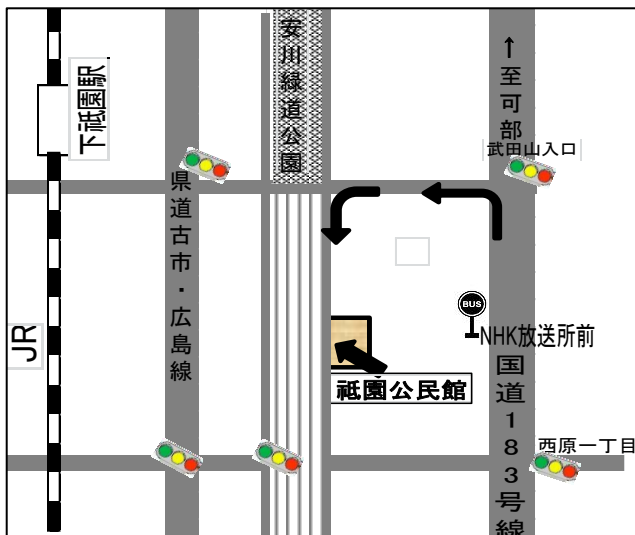 安川緑道公園
↑至可部
武田山入口
下祗園駅
県道古市・広島線
BUS
NHK放送所前
JR
祗園公民館
国道183号線
西原一丁目